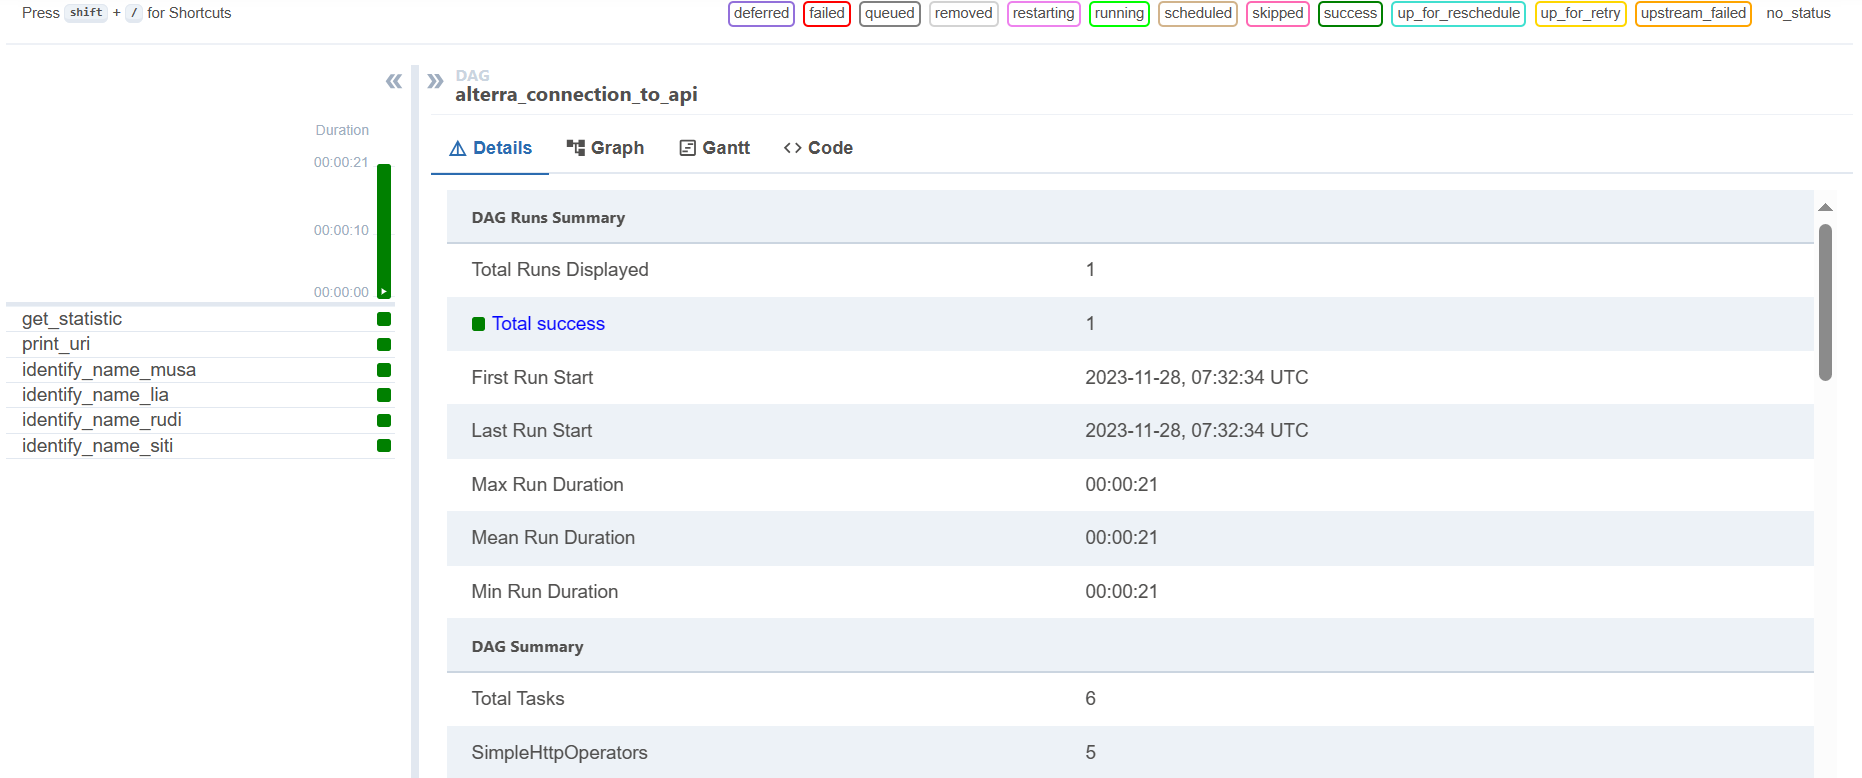 Press shift + / for Shortcuts
deferred failed queued removed restarting running scheduled skipped success up_for_reschedule up_for_retry upstream_failed no_status
DAG
alterra_connection_to_api
Details Graph Gantt Code
Duration
00:00:21
00:00:10
00:00:00
get_statistic
print_uri
identify_name_musa
identify_name_lia
identify_name_rudi
identify_name_siti
DAG Runs Summary
Total Runs Displayed 1
Total success 1
First Run Start 2023-11-28, 07:32:34 UTC
Last Run Start 2023-11-28, 07:32:34 UTC
Max Run Duration 00:00:21
Mean Run Duration 00:00:21
Min Run Duration 00:00:21
DAG Summary
Total Tasks 6
SimpleHttpOperators 5